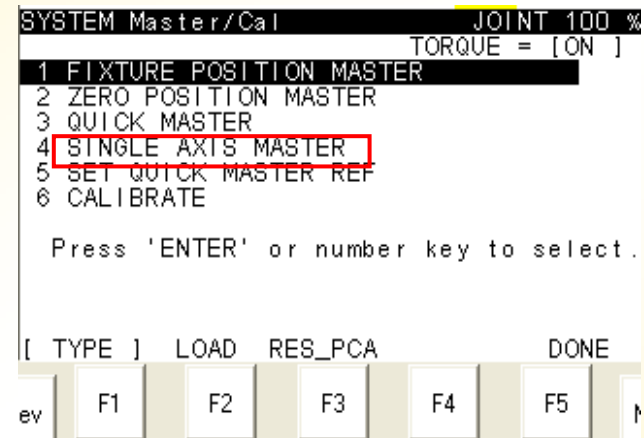 SYSTEM Master/Cal JOINT 100 %
TORQUE = [ON ]
1 FIXTURE POSITION MASTER
2 ZERO POSITION MASTER
3 QUICK MASTER
4 SINGLE AXIS MASTER
5 SET QUICK MASTER REF
6 CALIBRATE
Press 'ENTER' or number key to select.
[ TYPE ] LOAD RES_PCA DONE
ev F1 F2 F3 F4 F5